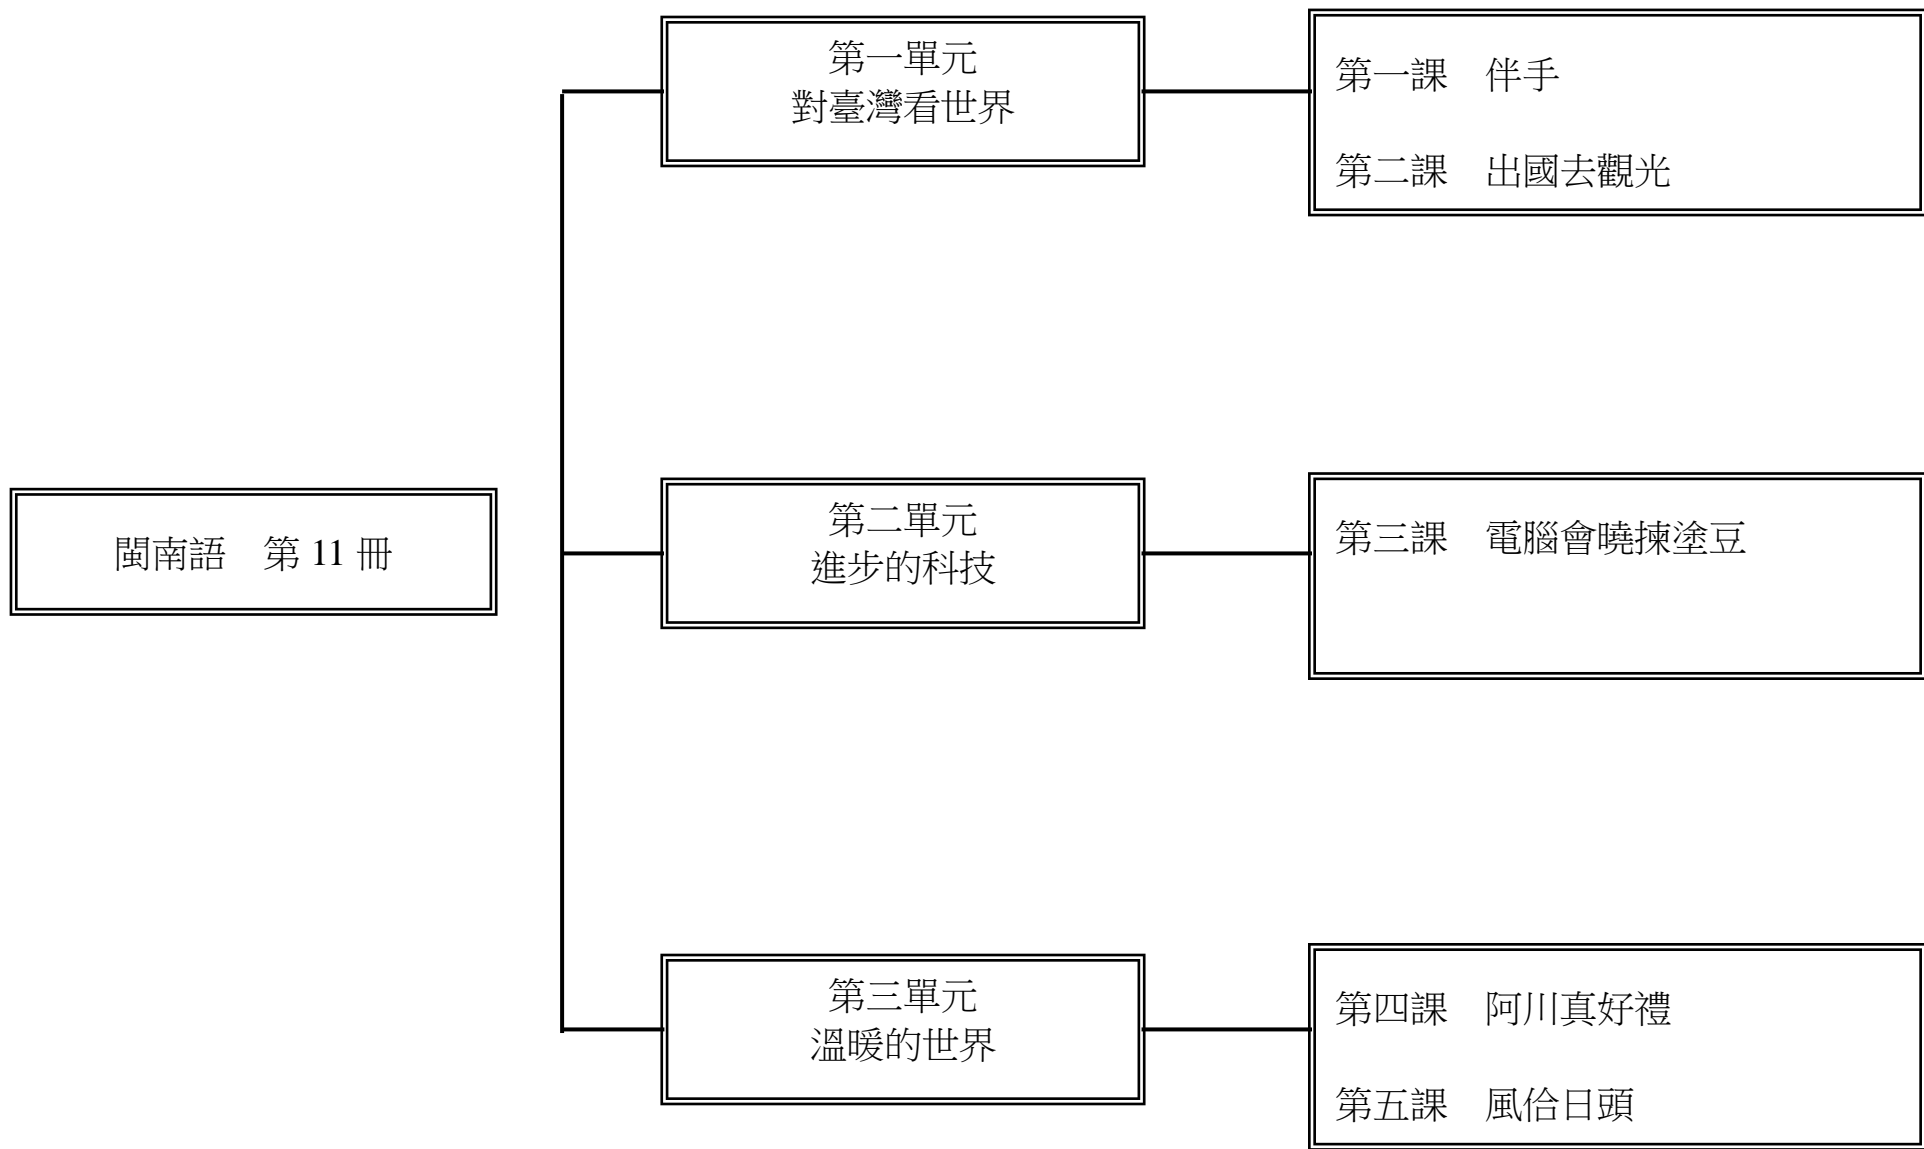 閩南語　第 11 冊
第一單元
對臺灣看世界
第一課　伴手
第二課　出國去觀光
第二單元
進步的科技
第三課　電腦會曉揀塗豆
第三單元
溫暖的世界
第四課　阿川真好禮
第五課　風佮日頭